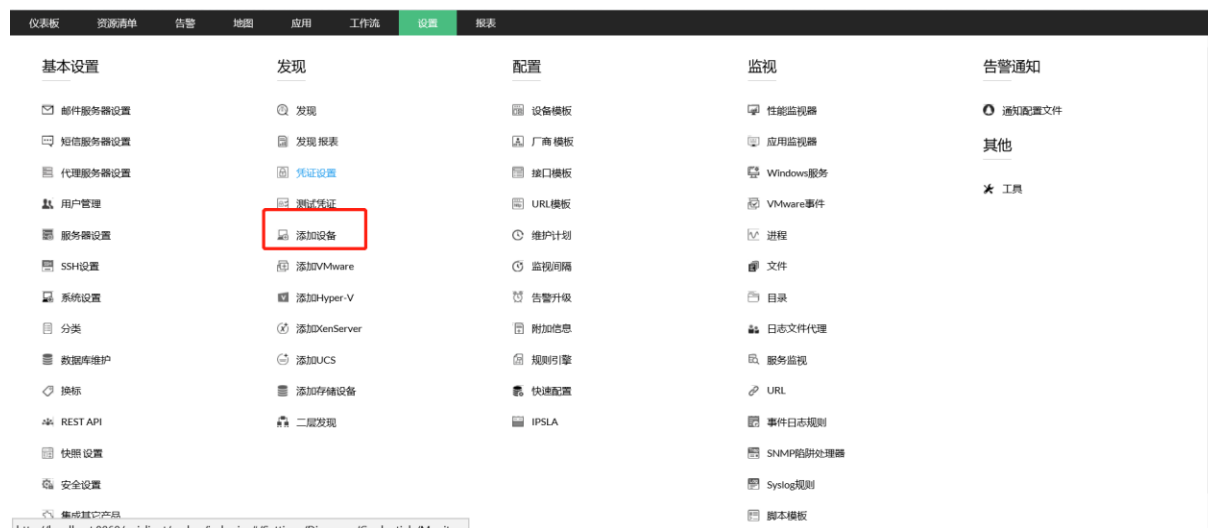 仪表板 资源清单 告警 地图 应用 工作流 设置 报表
基本设置
邮件服务器设置
短信服务器设置
代理服务器设置
用户管理
服务器设置
SSH设置
系统设置
分类
数据库维护
换标
REST API
快照设置
安全设置
集成其它产品
发现
发现
发现报表
凭证设置
测试凭证
添加设备
添加VMware
添加Hyper-V
添加XenServer
添加UCS
添加存储设备
二层发现
配置
设备模板
厂商模板
接口模板
URL模板
维护计划
监视间隔
告警升级
附加信息
规则引擎
快速配置
IPSLA
监视
性能监视器
应用监视器
Windows服务
VMware事件
进程
文件
目录
日志文件代理
服务监视
URL
事件日志规则
SNMP陷阱处理器
Syslog规则
脚本模板
告警通知
通知配置文件
其他
工具